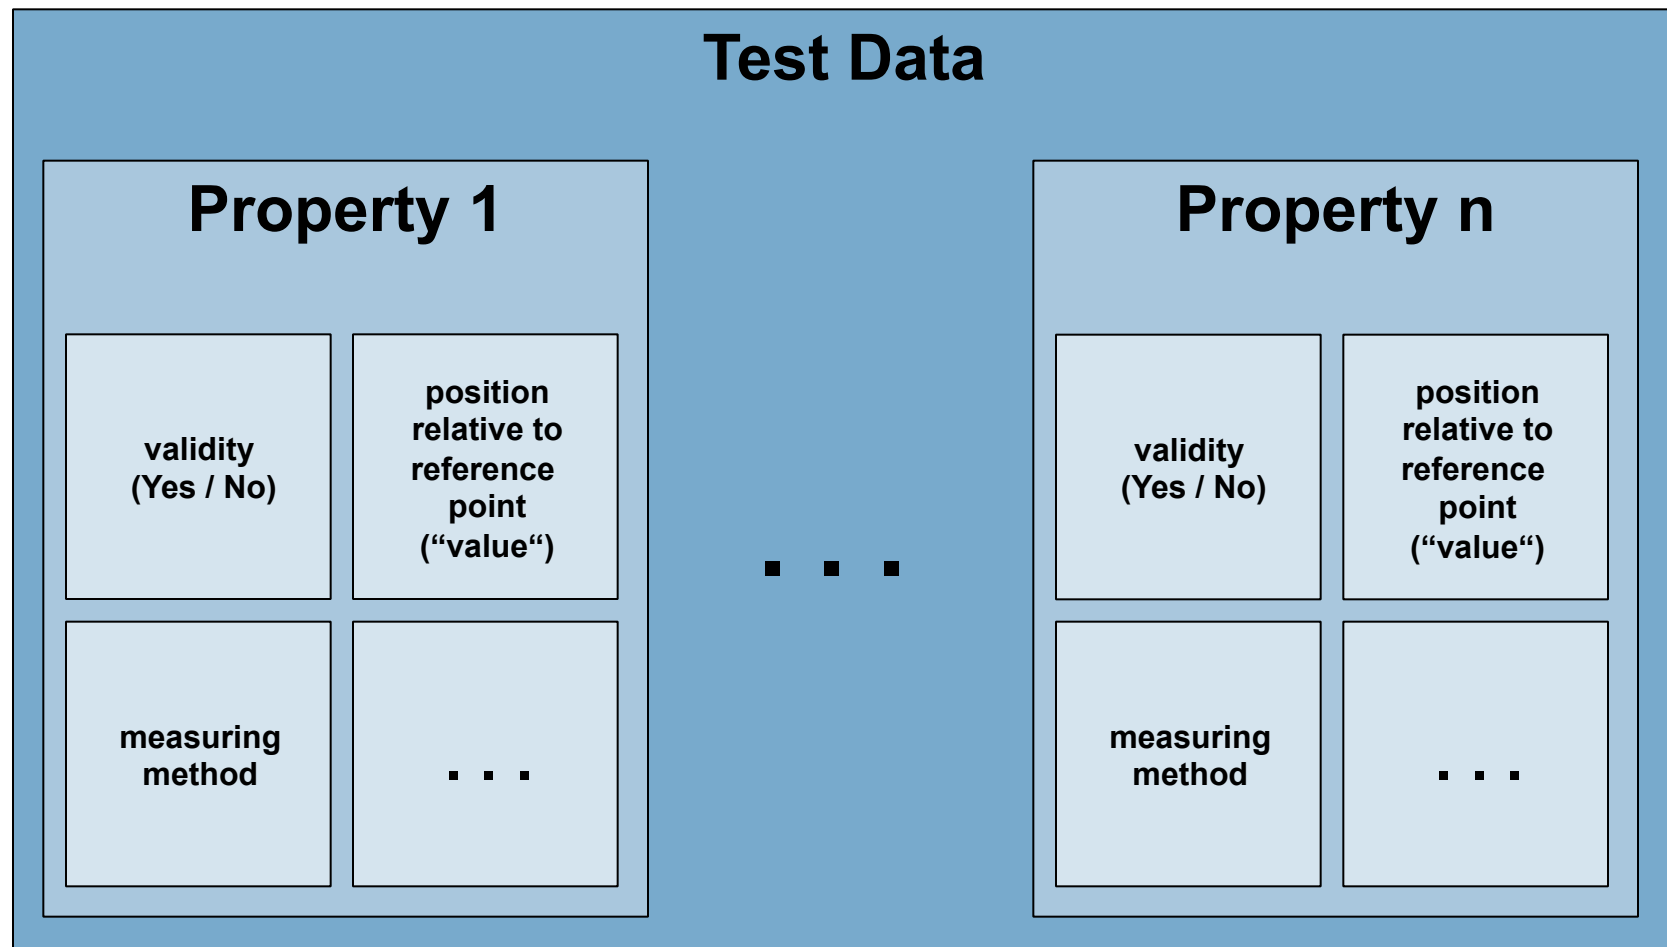 Test Data
Property 1
validity
(Yes / No)
position
relative to
reference
point
(“value“)
measuring
method
. . .
. . .
Property n
validity
(Yes / No)
position
relative to
reference
point
(“value“)
measuring
method
. . .